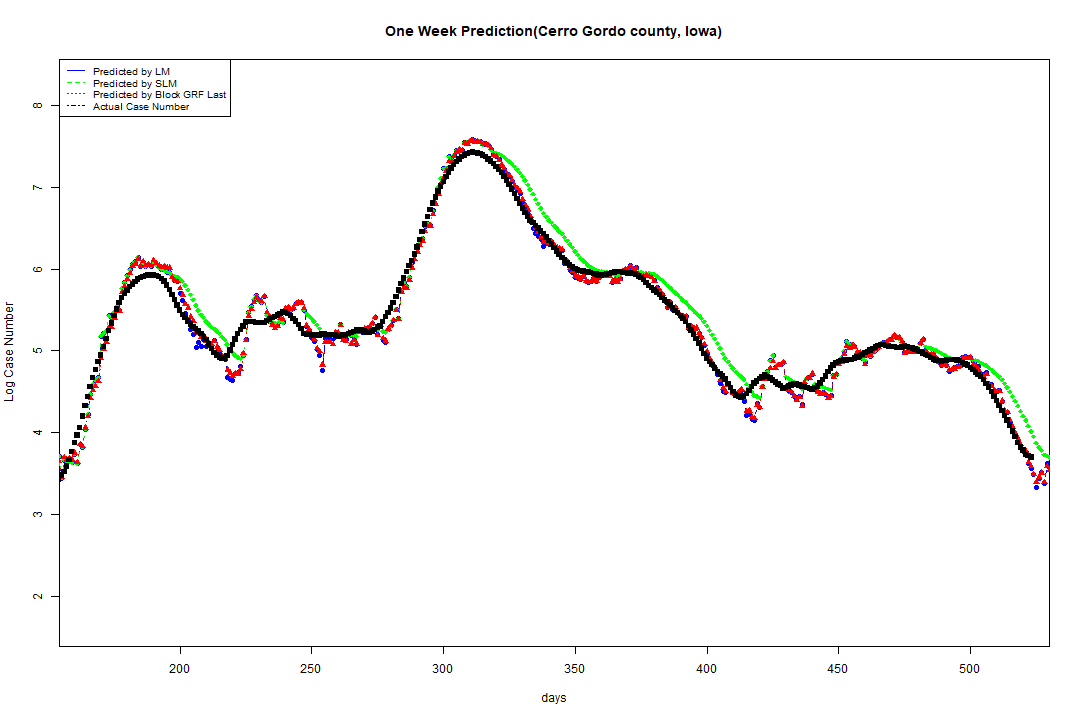 One Week Prediction(Cerro Gordo county, Iowa)
Predicted by LM
Predicted by SLM
Predicted by Block GRF Last
Actual Case Number
Log Case Number
8
7
6
5
4
3
2
200 250 300 350 400 450 500
days